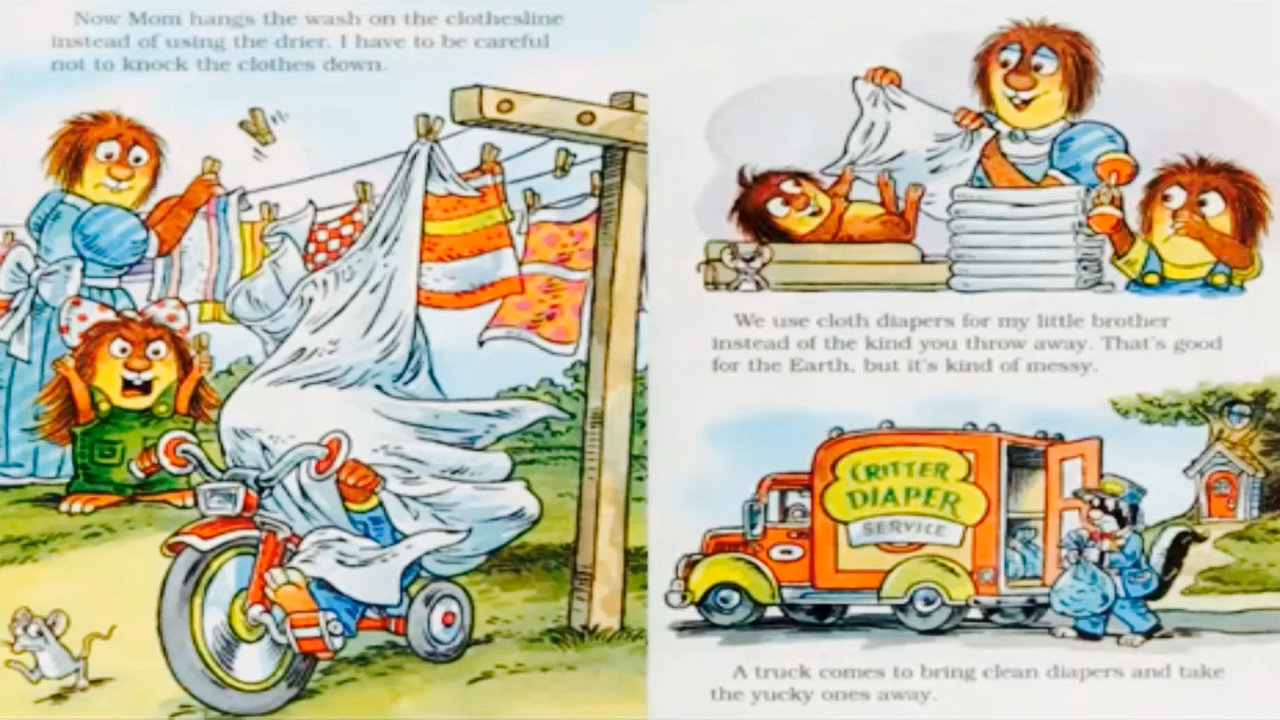 Now Mom hangs the wash on the clothesline
instead of using the drier. I have to be careful
not to knock the clothes down.
We use cloth diapers for my little brother
instead of the kind you throw away. That's good
for the Earth, but it's kind of messy.
CRITTER
DIAPER
SERVICE
A truck comes to bring clean diapers and take
the yucky ones away.